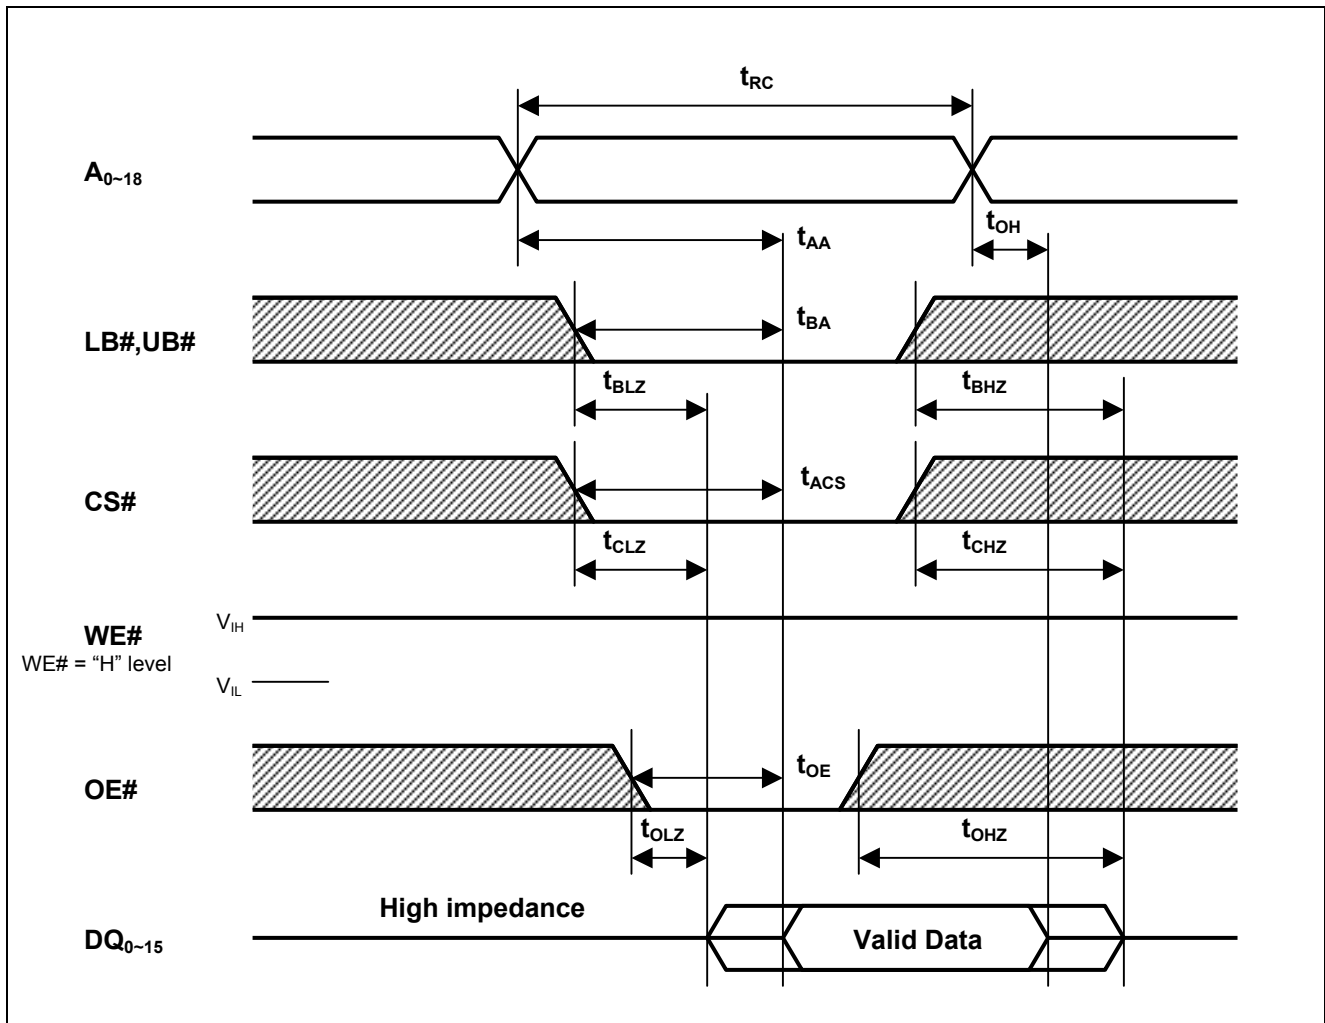 tRC
A0~18
tOH
tAA
tBA
LB#,UB#
tBLZ
tBHZ
tACS
CS#
tCLZ
tCHZ
VIH
WE#
WE# = “H” level
VIL
tOE
OE#
tOLZ
tOHZ
High impedance
DQ0~15
Valid Data